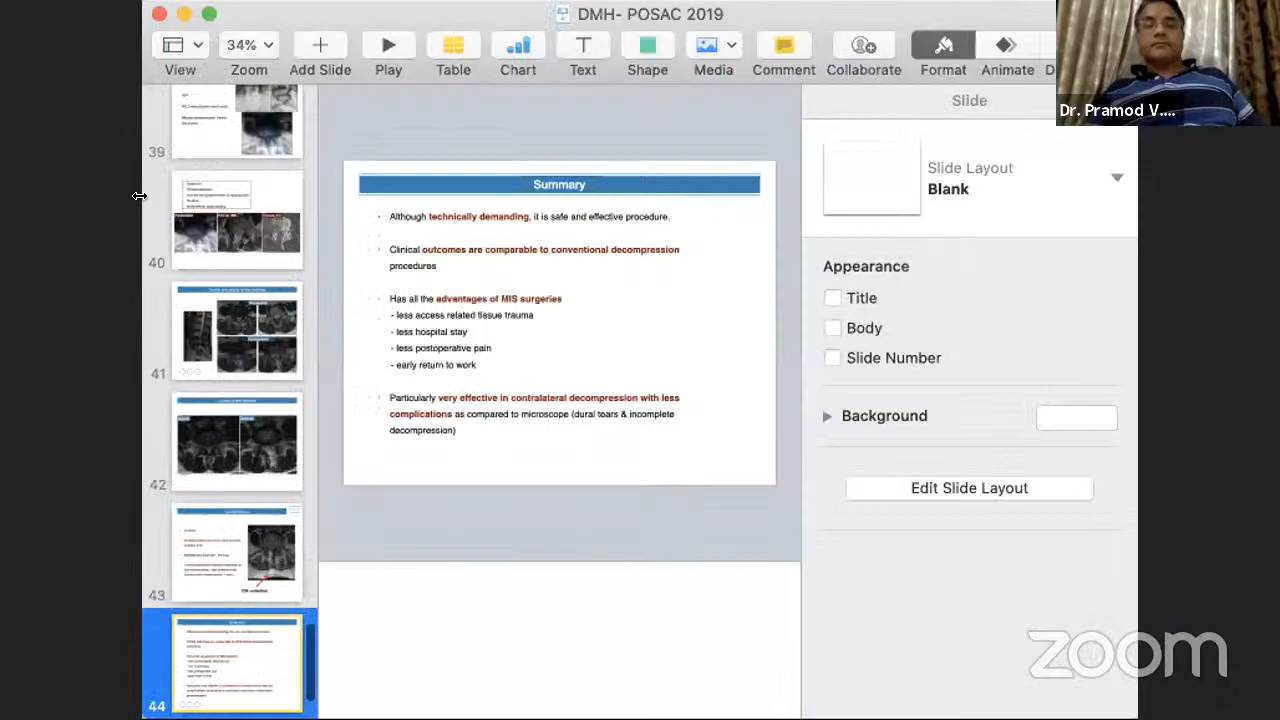 DMH- POSAC 2019
34%
View
Zoom
Add Slide
Play
Table
Chart
Text
Shape
Media
Comment
Collaborate
Format
Animate
D
Dr. Pramod V....
39
40
41
42
43
44
Summary
Although technically demanding, it is safe and effective procedure.
Clinical outcomes are comparable to conventional decompression
procedures
Has all the advantages of MIS surgeries
- less access related tissue trauma
- less hospital stay
- less postoperative pain
- early return to work
Particularly very effective in contralateral decompression with less
complications as compared to microscope (dural tears & incomplete
decompression)
Slide
Slide Layout
Blank
Appearance
Title
Body
Slide Number
Background
Edit Slide Layout
zoom